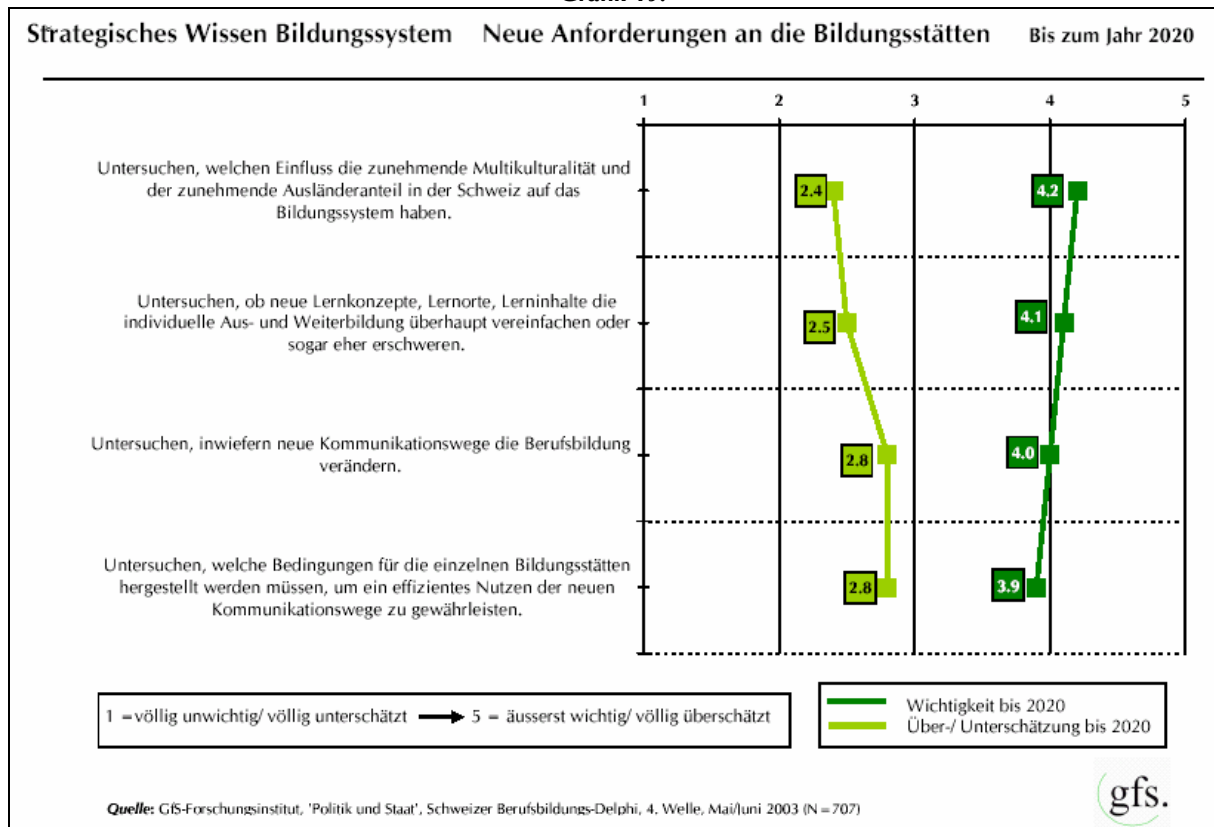 Strategisches Wissen Bildungssystem Neue Anforderungen an die Bildungsstätten Bis zum Jahr 2020
1 2 3 4 5
Untersuchen, welchen Einfluss die zunehmende Multikulturalität und
der zunehmende Ausländeranteil in der Schweiz auf das
Bildungssystem haben.
2.4 4.2
Untersuchen, ob neue Lernkonzepte, Lernorte, Lerninhalte die
individuelle Aus- und Weiterbildung überhaupt vereinfachen oder
sogar eher erschweren.
2.5 4.1
Untersuchen, inwiefern neue Kommunikationswege die Berufsbildung
verändern.
2.8 4.0
Untersuchen, welche Bedingungen für die einzelnen Bildungsstätten
hergestellt werden müssen, um ein effizientes Nutzen der neuen
Kommunikationswege zu gewährleisten.
2.8 3.9
1 =völlig unwichtig/ völlig unterschätzt 5 = äusserst wichtig/ völlig überschätzt
Wichtigkeit bis 2020
Über-/ Unterschätzung bis 2020
gfs.
Quelle: GfS-Forschungsinstitut, 'Politik und Staat', Schweizer Berufsbildungs-Delphi, 4. Welle, Mai/Juni 2003 (N=707)